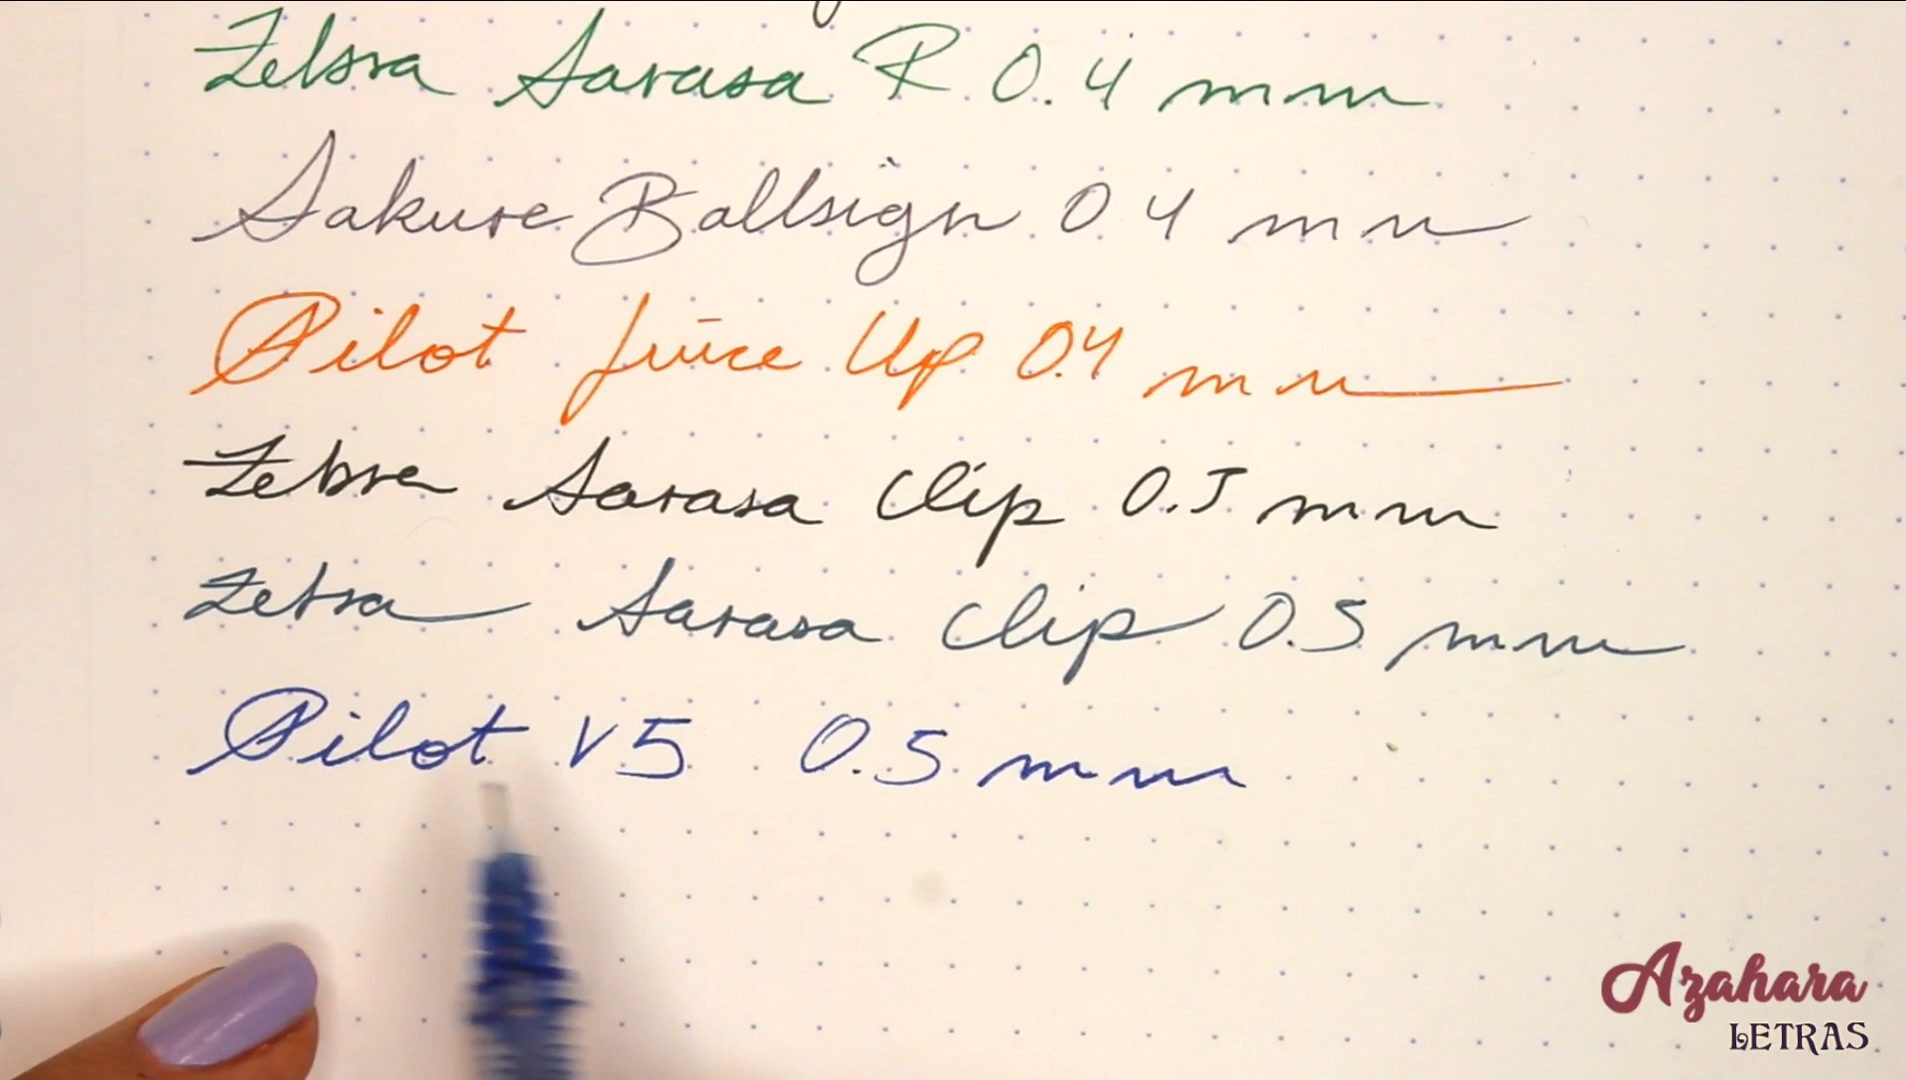 Zebra Sarasa R 0.4 mm
Sakura Ballsign 0 4 mm
Pilot Juice Up 0.4 mm
Zebra Sarasa Clip 0.5 mm
Zebra Sarasa Clip 0.5 mm
Pilot V5 0.5 mm
Azahara
LETRAS